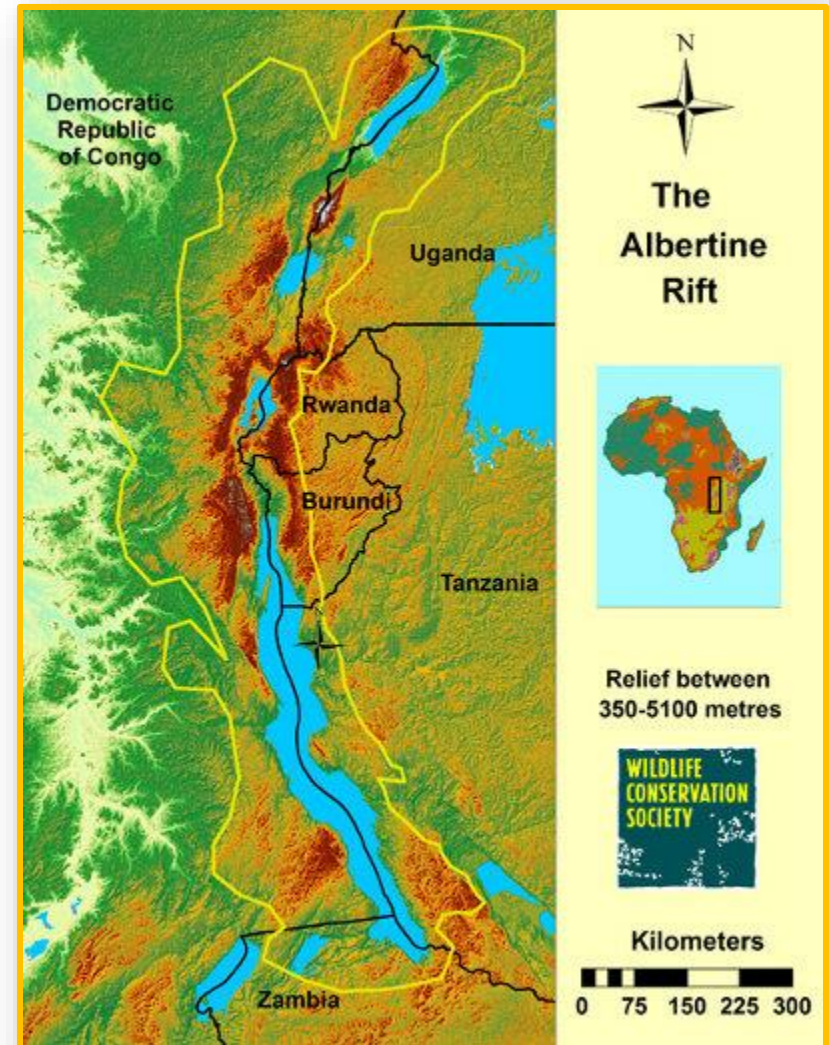 Democratic
Republic
of Congo
Uganda
Rwanda
Burundi
Tanzania
Zambia
N
The
Albertine
Rift
Relief between
350-5100 metres
WILDLIFE
CONSERVATION
SOCIETY
Kilometers
0 75 150 225 300